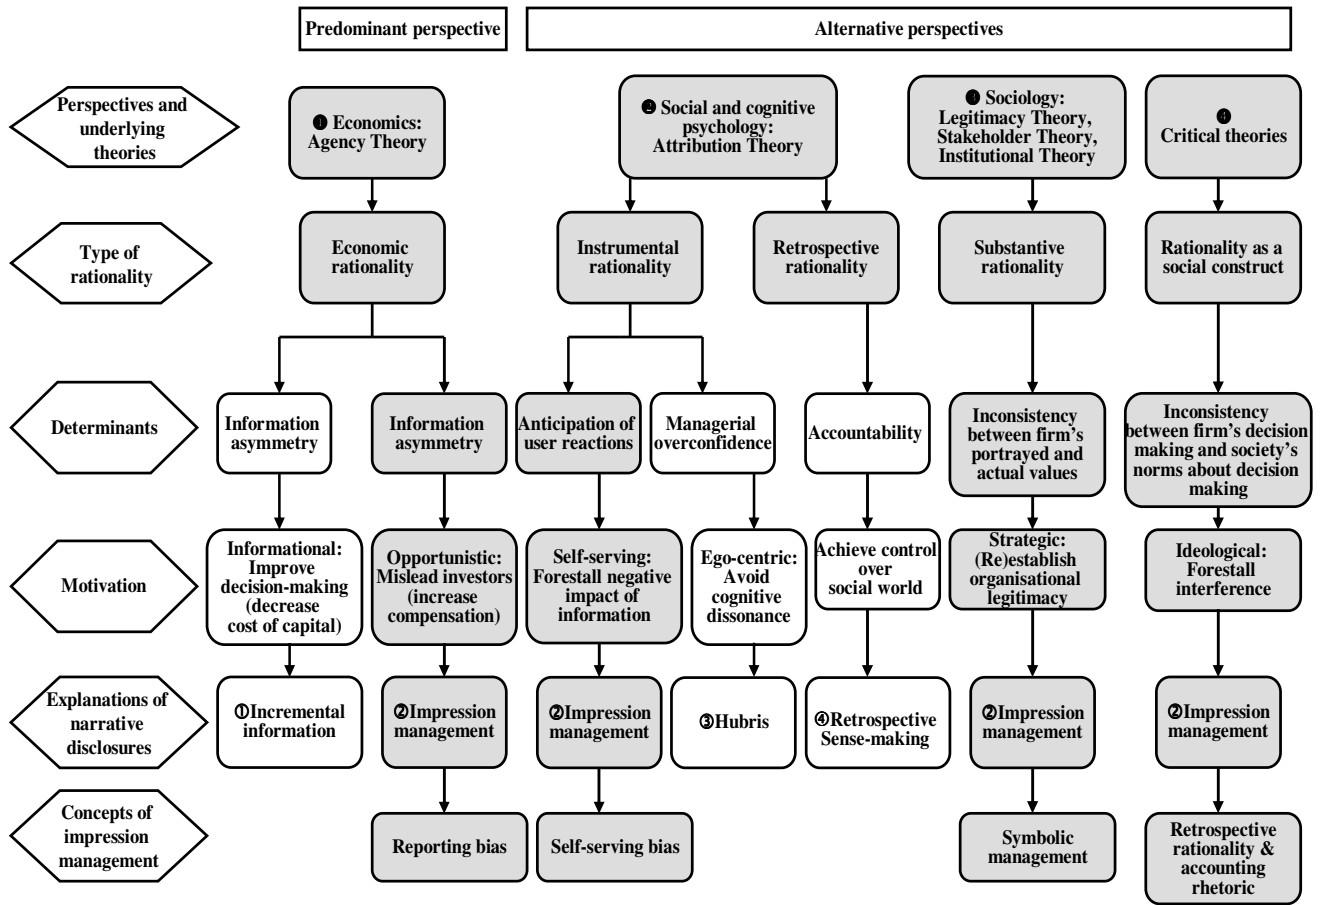 Predominant perspective
Alternative perspectives
Perspectives and
underlying
theories
❶ Economics:
Agency Theory
❷ Social and cognitive
psychology:
Attribution Theory
❸ Sociology:
Legitimacy Theory,
Stakeholder Theory,
Institutional Theory
❹
Critical theories
Type of
rationality
Economic
rationality
Instrumental
rationality
Retrospective
rationality
Substantive
rationality
Rationality as a
social construct
Determinants
Information
asymmetry
Information
asymmetry
Anticipation of
user reactions
Managerial
overconfidence
Accountability
Inconsistency
between firm’s
portrayed and
actual values
Inconsistency
between firm’s decision
making and society’s
norms about decision
making
Motivation
Informational:
Improve
decision-making
(decrease
cost of capital)
Opportunistic:
Mislead investors
(increase
compensation)
Self-serving:
Forestall negative
impact of
information
Ego-centric:
Avoid
cognitive
dissonance
Achieve control
over
social world
Strategic:
(Re)establish
organisational
legitimacy
Ideological:
Forestall
interference
Explanations of
narrative
disclosures
①Incremental
information
②Impression
management
②Impression
management
③Hubris
④Retrospective
Sense-making
②Impression
management
②Impression
management
Concepts of
impression
management
Reporting bias
Self-serving bias
Symbolic
management
Retrospective
rationality &
accounting
rhetoric